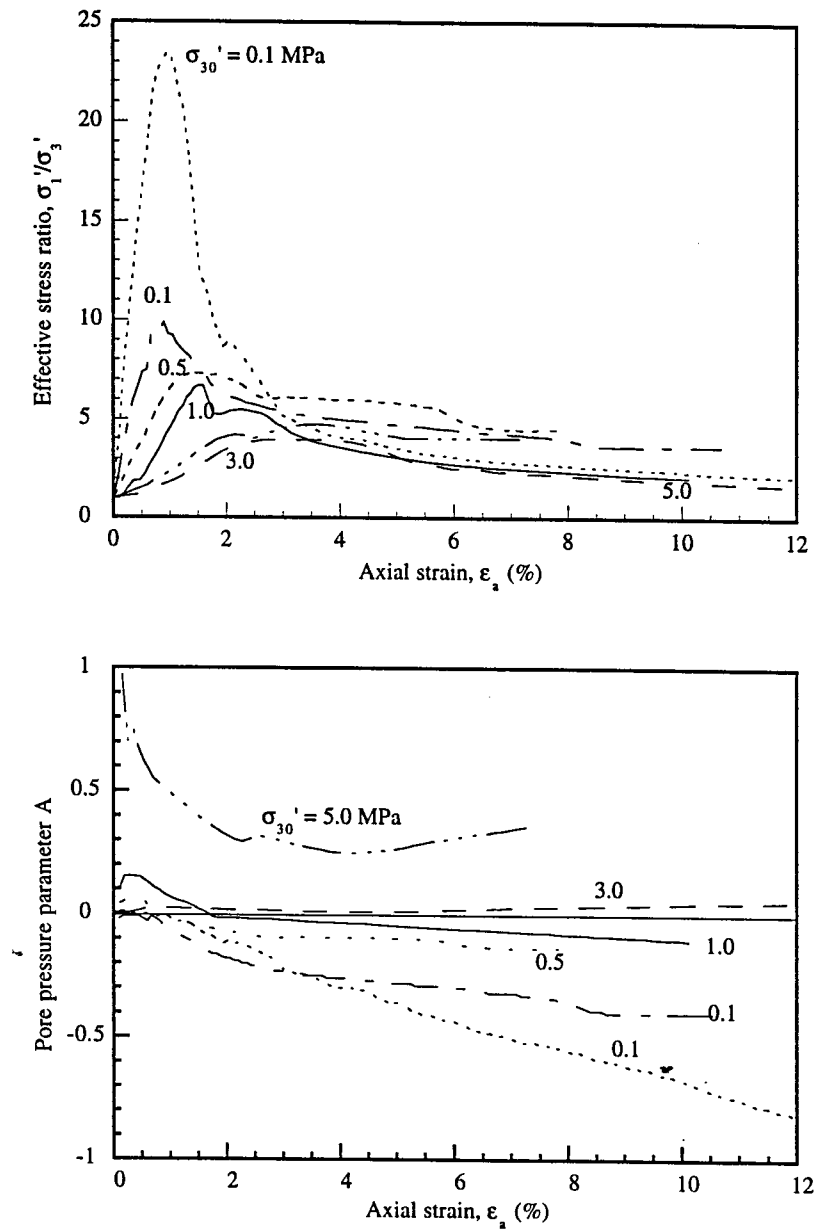 25
20
15
10
5
0
Effective stress ratio, σ₁'/σ₃'
σ₃₀' = 0.1 MPa
0.1
0.5
1.0
3.0
5.0
0 2 4 6 8 10 12
Axial strain, εₐ (%)
1
0.5
0
-0.5
-1
Pore pressure parameter A
σ₃₀' = 5.0 MPa
3.0
1.0
0.5
0.1
0.1
0 2 4 6 8 10 12
Axial strain, εₐ (%)